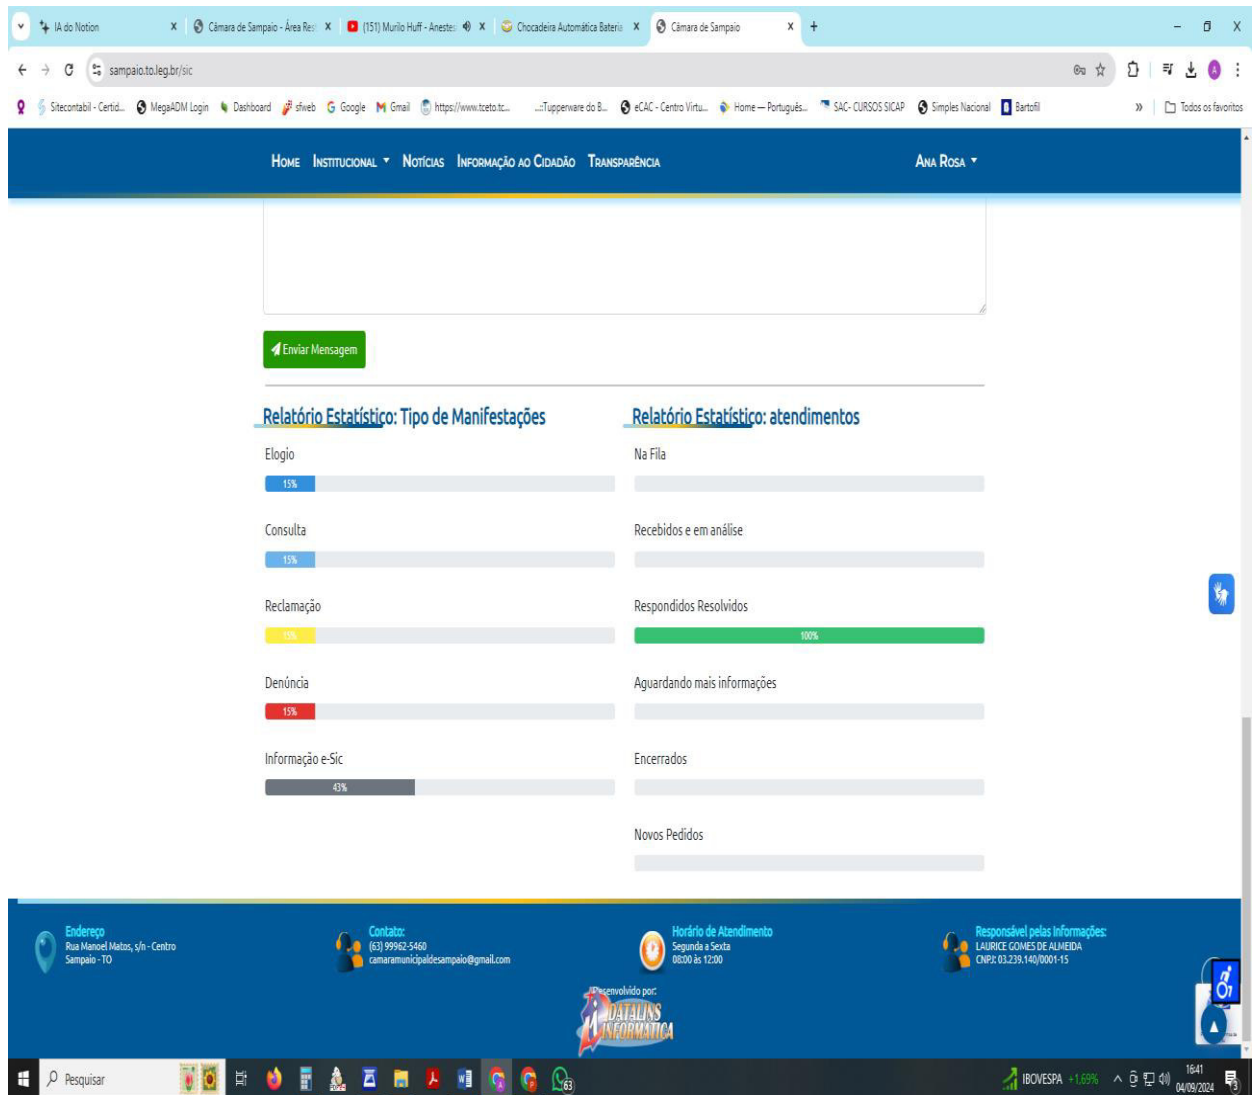 IA do Notion
Câmara de Sampaio - Área Res
(151) Murilo Huff - Anestes
Chocadeira Automática Bateria
Câmara de Sampaio
sampaio.to.leg.br/sic
Sitecontabil - Certid...
MegaADM Login
Dashboard
sfweb
Google
Gmail
https://www.tceto.tc...
...::Tupperware do B...
eCAC - Centro Virtu...
Home — Português...
SAC- CURSOS SICAP
Simples Nacional
Bartofil
»
Todos os favoritos
Home Institucional Notícias Informação ao Cidadão Transparência
Ana Rosa
Enviar Mensagem
Relatório Estatístico: Tipo de Manifestações
Elogio
15%
Consulta
15%
Reclamação
15%
Denúncia
15%
Informação e-Sic
43%
Relatório Estatístico: atendimentos
Na Fila
Recebidos e em análise
Respondidos Resolvidos
100%
Aguardando mais informações
Encerrados
Novos Pedidos
Endereço
Rua Manoel Matos, s/n - Centro
Sampaio - TO
Contato:
(63) 99962-5460
camaramunicipaldesampaio@gmail.com
Horário de Atendimento
Segunda a Sexta
08:00 às 12:00
Responsável pelas Informações:
LAURICE GOMES DE ALMEIDA
CNPJ: 03.239.140/0001-15
Desenvolvido por:
DATALINS
INFORMATICA
Pesquisar
63
IBOVESPA +1,69%
16:41
04/09/2024
3